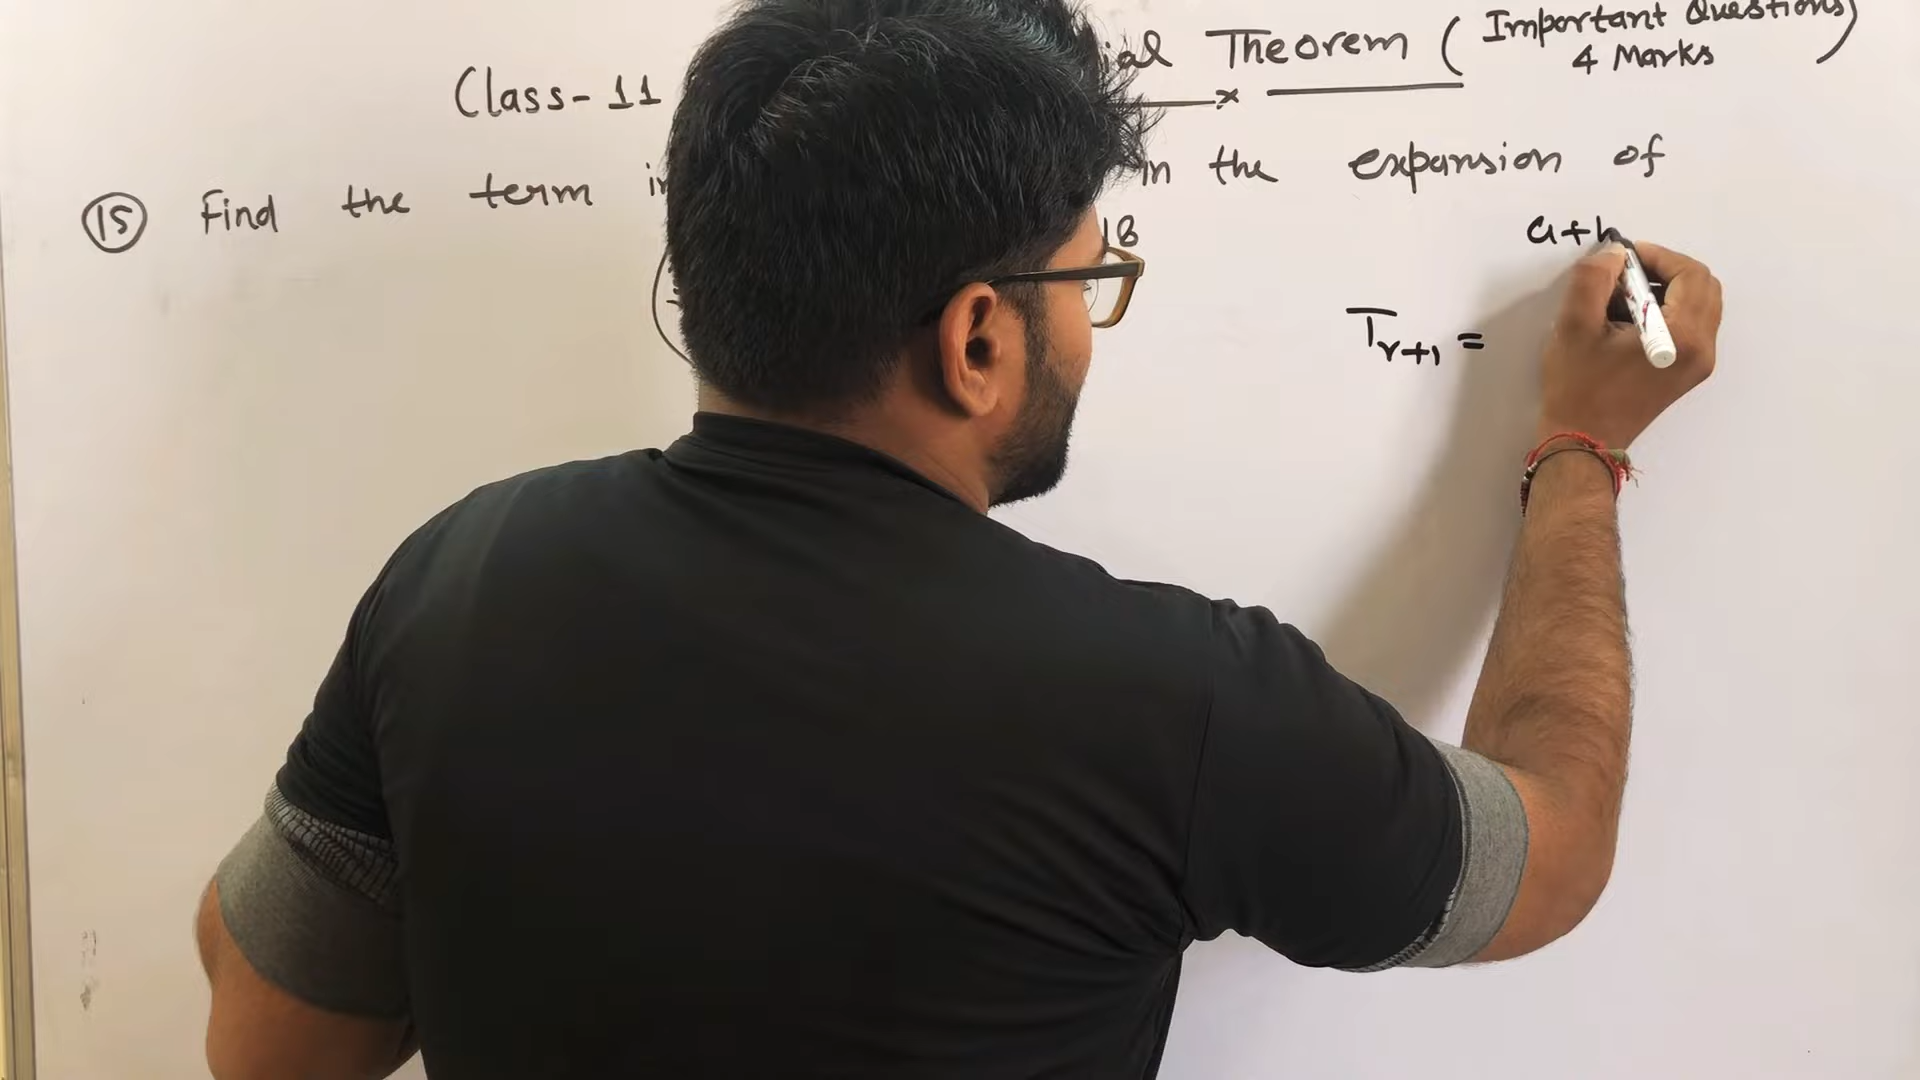 Class-11 ial Theorem (Important Questions)
4 Marks
x
15 Find the term in the expansion of
18
a+b
Tr+1 =